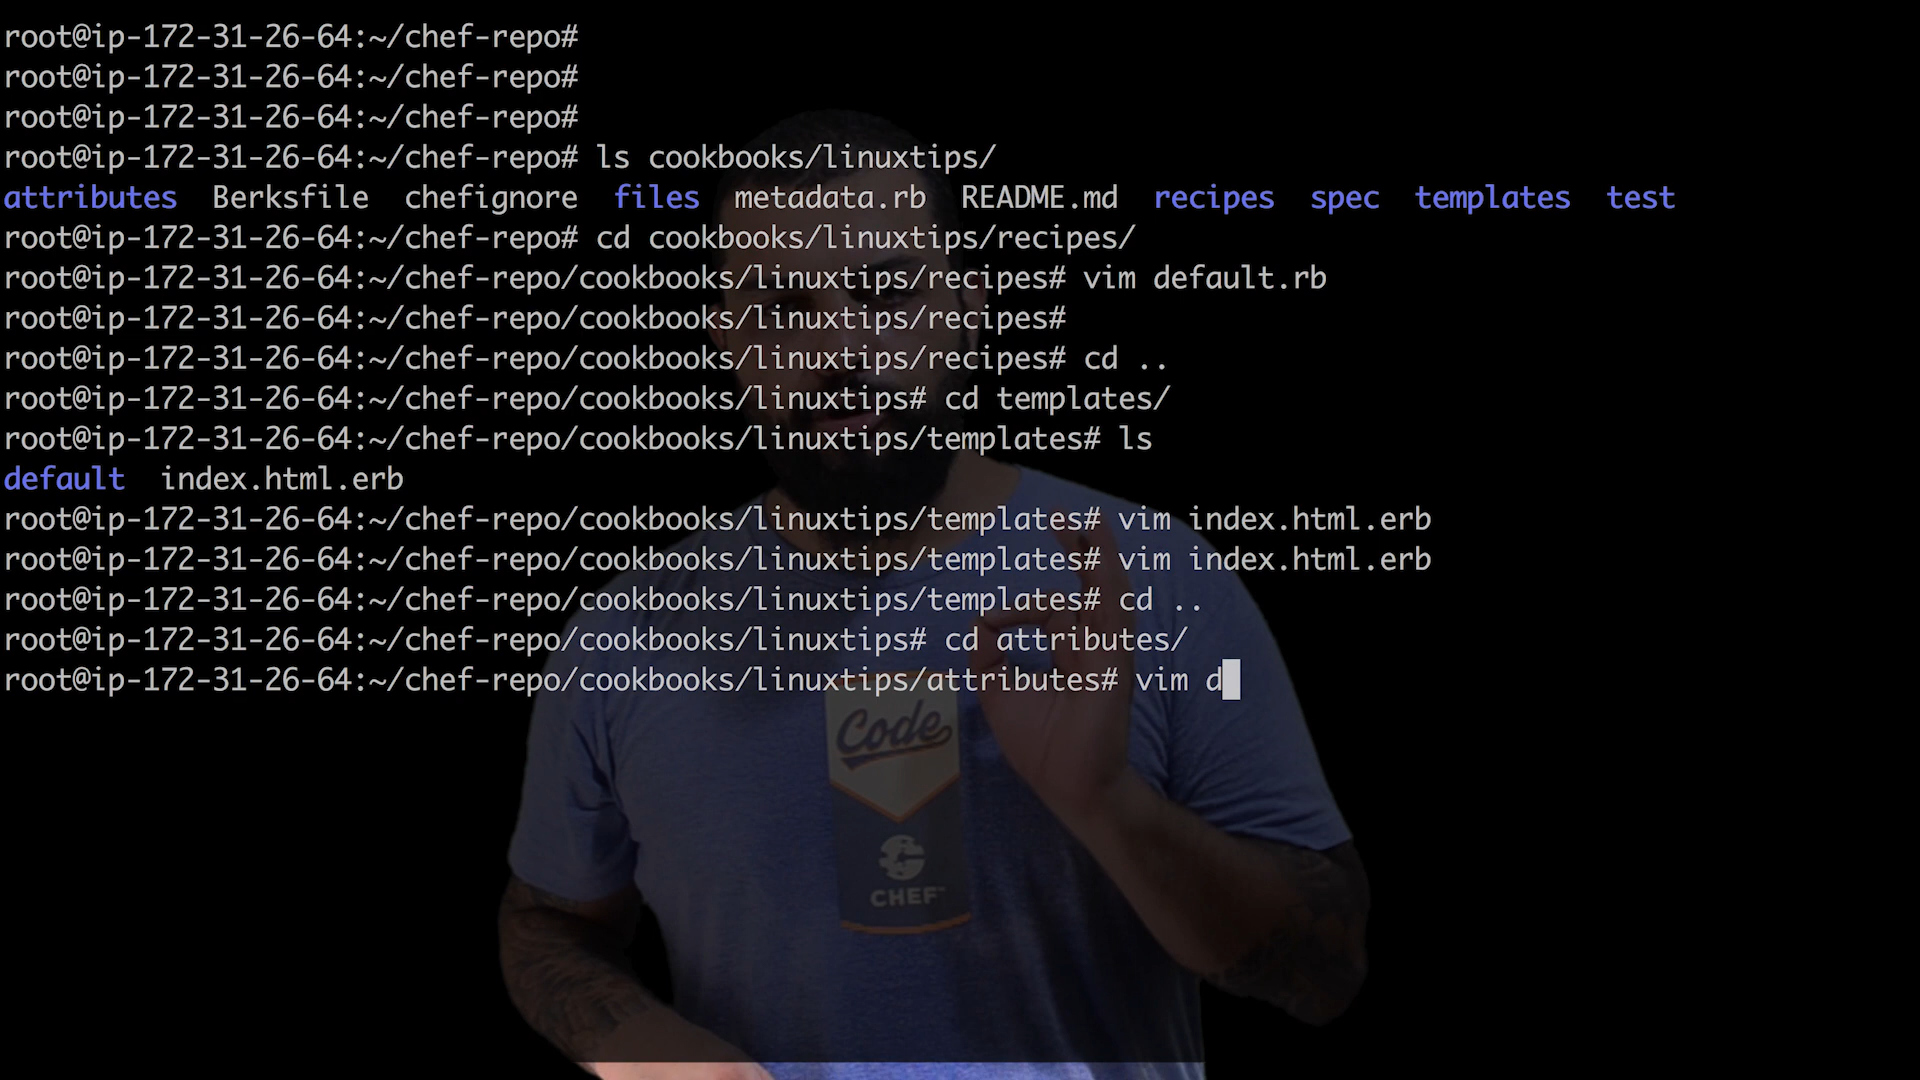 root@ip-172-31-26-64:~/chef-repo#
root@ip-172-31-26-64:~/chef-repo#
root@ip-172-31-26-64:~/chef-repo#
root@ip-172-31-26-64:~/chef-repo# ls cookbooks/linuxtips/
attributes  Berksfile  chefignore  files  metadata.rb  README.md  recipes  spec  templates  test
root@ip-172-31-26-64:~/chef-repo# cd cookbooks/linuxtips/recipes/
root@ip-172-31-26-64:~/chef-repo/cookbooks/linuxtips/recipes# vim default.rb
root@ip-172-31-26-64:~/chef-repo/cookbooks/linuxtips/recipes#
root@ip-172-31-26-64:~/chef-repo/cookbooks/linuxtips/recipes# cd ..
root@ip-172-31-26-64:~/chef-repo/cookbooks/linuxtips# cd templates/
root@ip-172-31-26-64:~/chef-repo/cookbooks/linuxtips/templates# ls
default  index.html.erb
root@ip-172-31-26-64:~/chef-repo/cookbooks/linuxtips/templates# vim index.html.erb
root@ip-172-31-26-64:~/chef-repo/cookbooks/linuxtips/templates# vim index.html.erb
root@ip-172-31-26-64:~/chef-repo/cookbooks/linuxtips/templates# cd ..
root@ip-172-31-26-64:~/chef-repo/cookbooks/linuxtips# cd attributes/
root@ip-172-31-26-64:~/chef-repo/cookbooks/linuxtips/attributes# vim d
Code
CHEF™